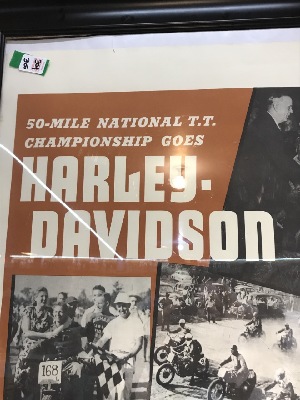 50-MILE NATIONAL T.T.
CHAMPIONSHIP GOES
HARLEY-
DAVIDSON
168